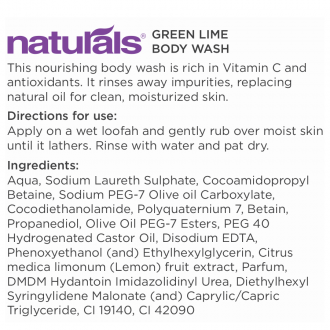 naturals® GREEN LIME
BODY WASH
This nourishing body wash is rich in Vitamin C and
antioxidants. It rinses away impurities, replacing
natural oil for clean, moisturized skin.
Directions for use:
Apply on a wet loofah and gently rub over moist skin
until it lathers. Rinse with water and pat dry.
Ingredients:
Aqua, Sodium Laureth Sulphate, Cocoamidopropyl
Betaine, Sodium PEG-7 Olive oil Carboxylate,
Cocodiethanolamide, Polyquaternium 7, Betain,
Propanediol, Olive Oil PEG-7 Esters, PEG 40
Hydrogenated Castor Oil, Disodium EDTA,
Phenoxyethanol (and) Ethylhexylglycerin, Citrus
medica limonum (Lemon) fruit extract, Parfum,
DMDM Hydantoin Imidazolidinyl Urea, Diethylhexyl
Syringylidene Malonate (and) Caprylic/Capric
Triglyceride, CI 19140, CI 42090